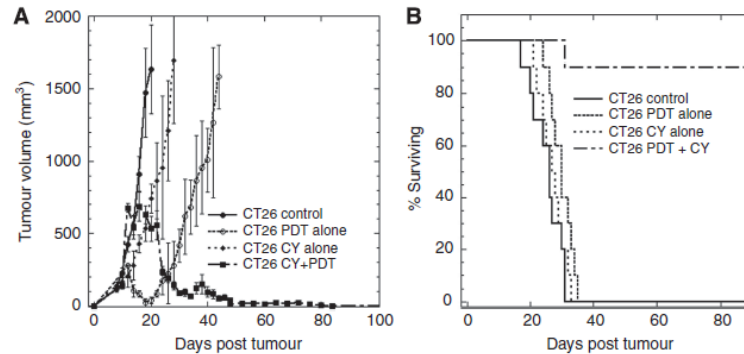 A
Tumour volume (mm³)
2000
1500
1000
500
0
0 20 40 60 80 100
Days post tumour
CT26 control
CT26 PDT alone
CT26 CY alone
CT26 CY+PDT
B
% Surviving
100
80
60
40
20
0
0 20 40 60 80
Days post tumour
CT26 control
CT26 PDT alone
CT26 CY alone
CT26 PDT + CY